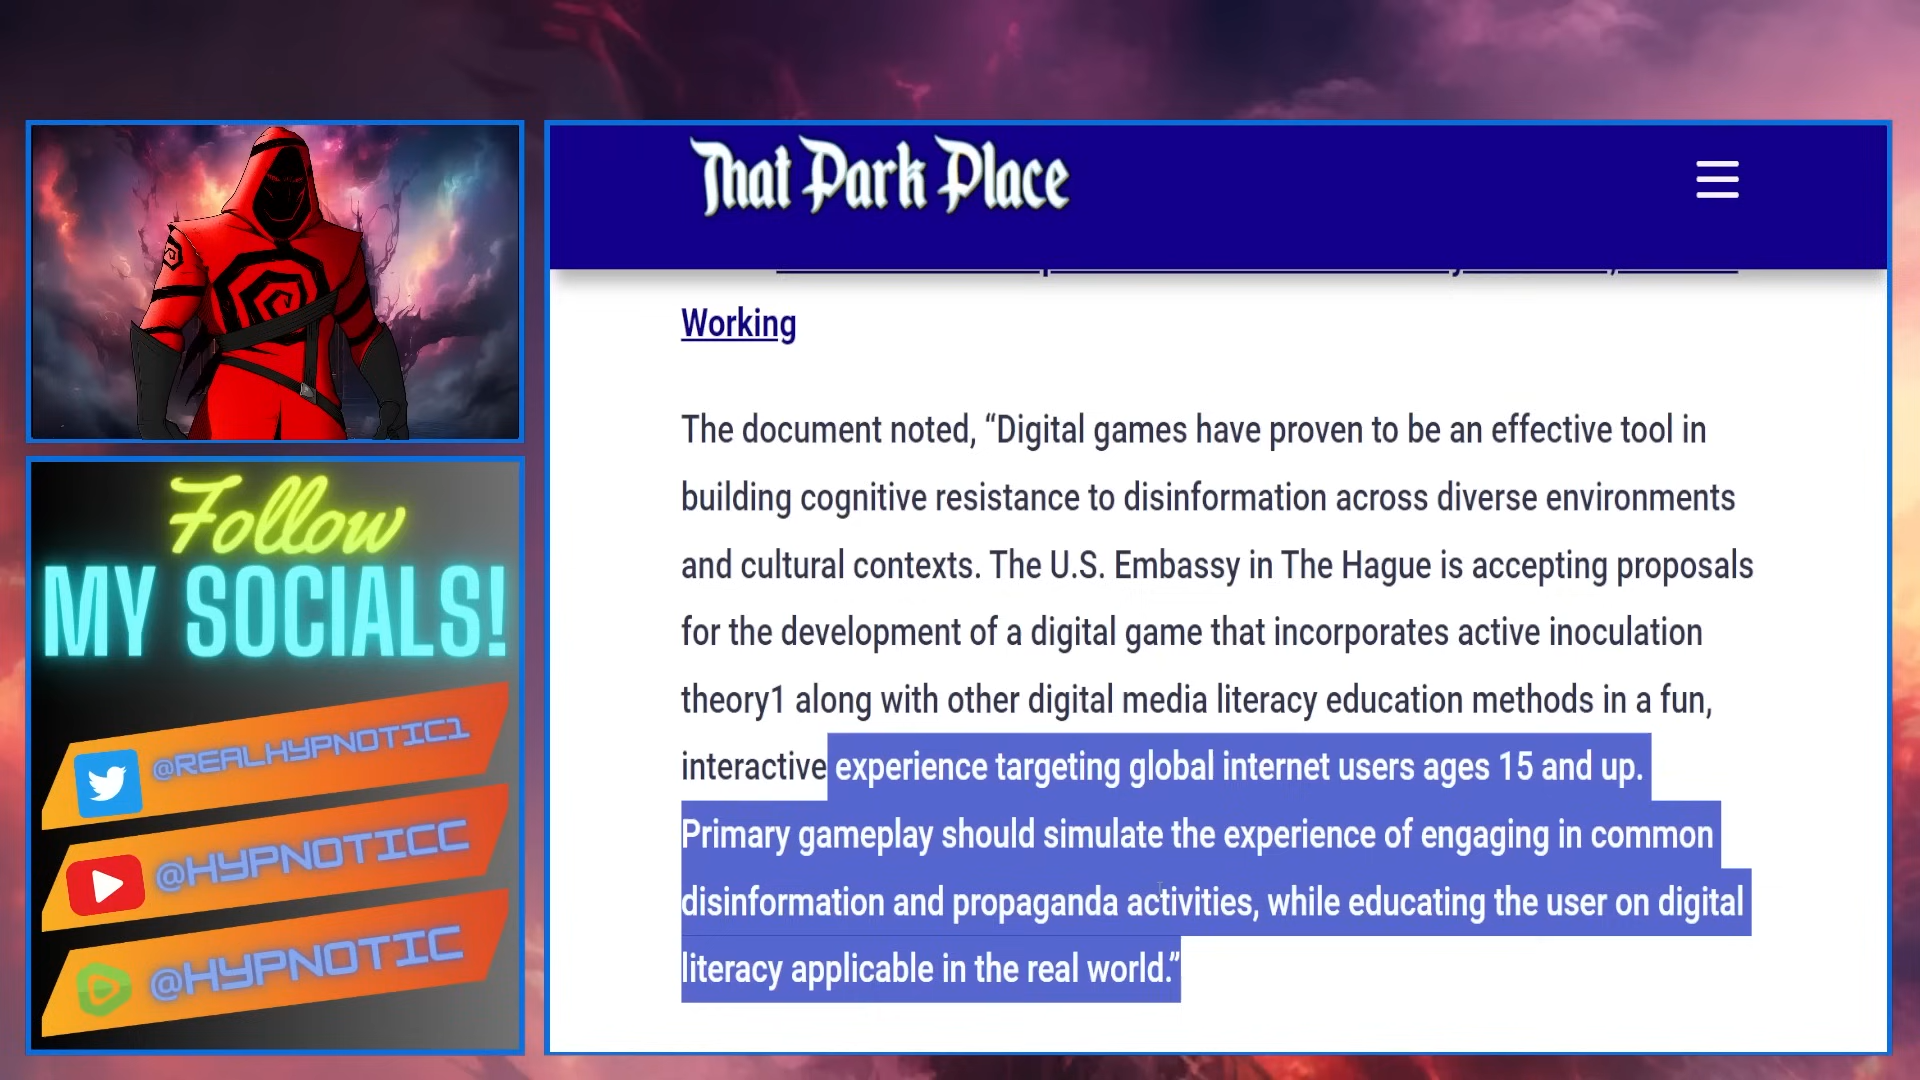 That Park Place
Working
The document noted, “Digital games have proven to be an effective tool in
building cognitive resistance to disinformation across diverse environments
and cultural contexts. The U.S. Embassy in The Hague is accepting proposals
for the development of a digital game that incorporates active inoculation
theory1 along with other digital media literacy education methods in a fun,
interactive experience targeting global internet users ages 15 and up.
Primary gameplay should simulate the experience of engaging in common
disinformation and propaganda activities, while educating the user on digital
literacy applicable in the real world.”
Follow
MY SOCIALS!
@REALHYPNOTIC1
@HYPNOTICC
@HYPNOTIC